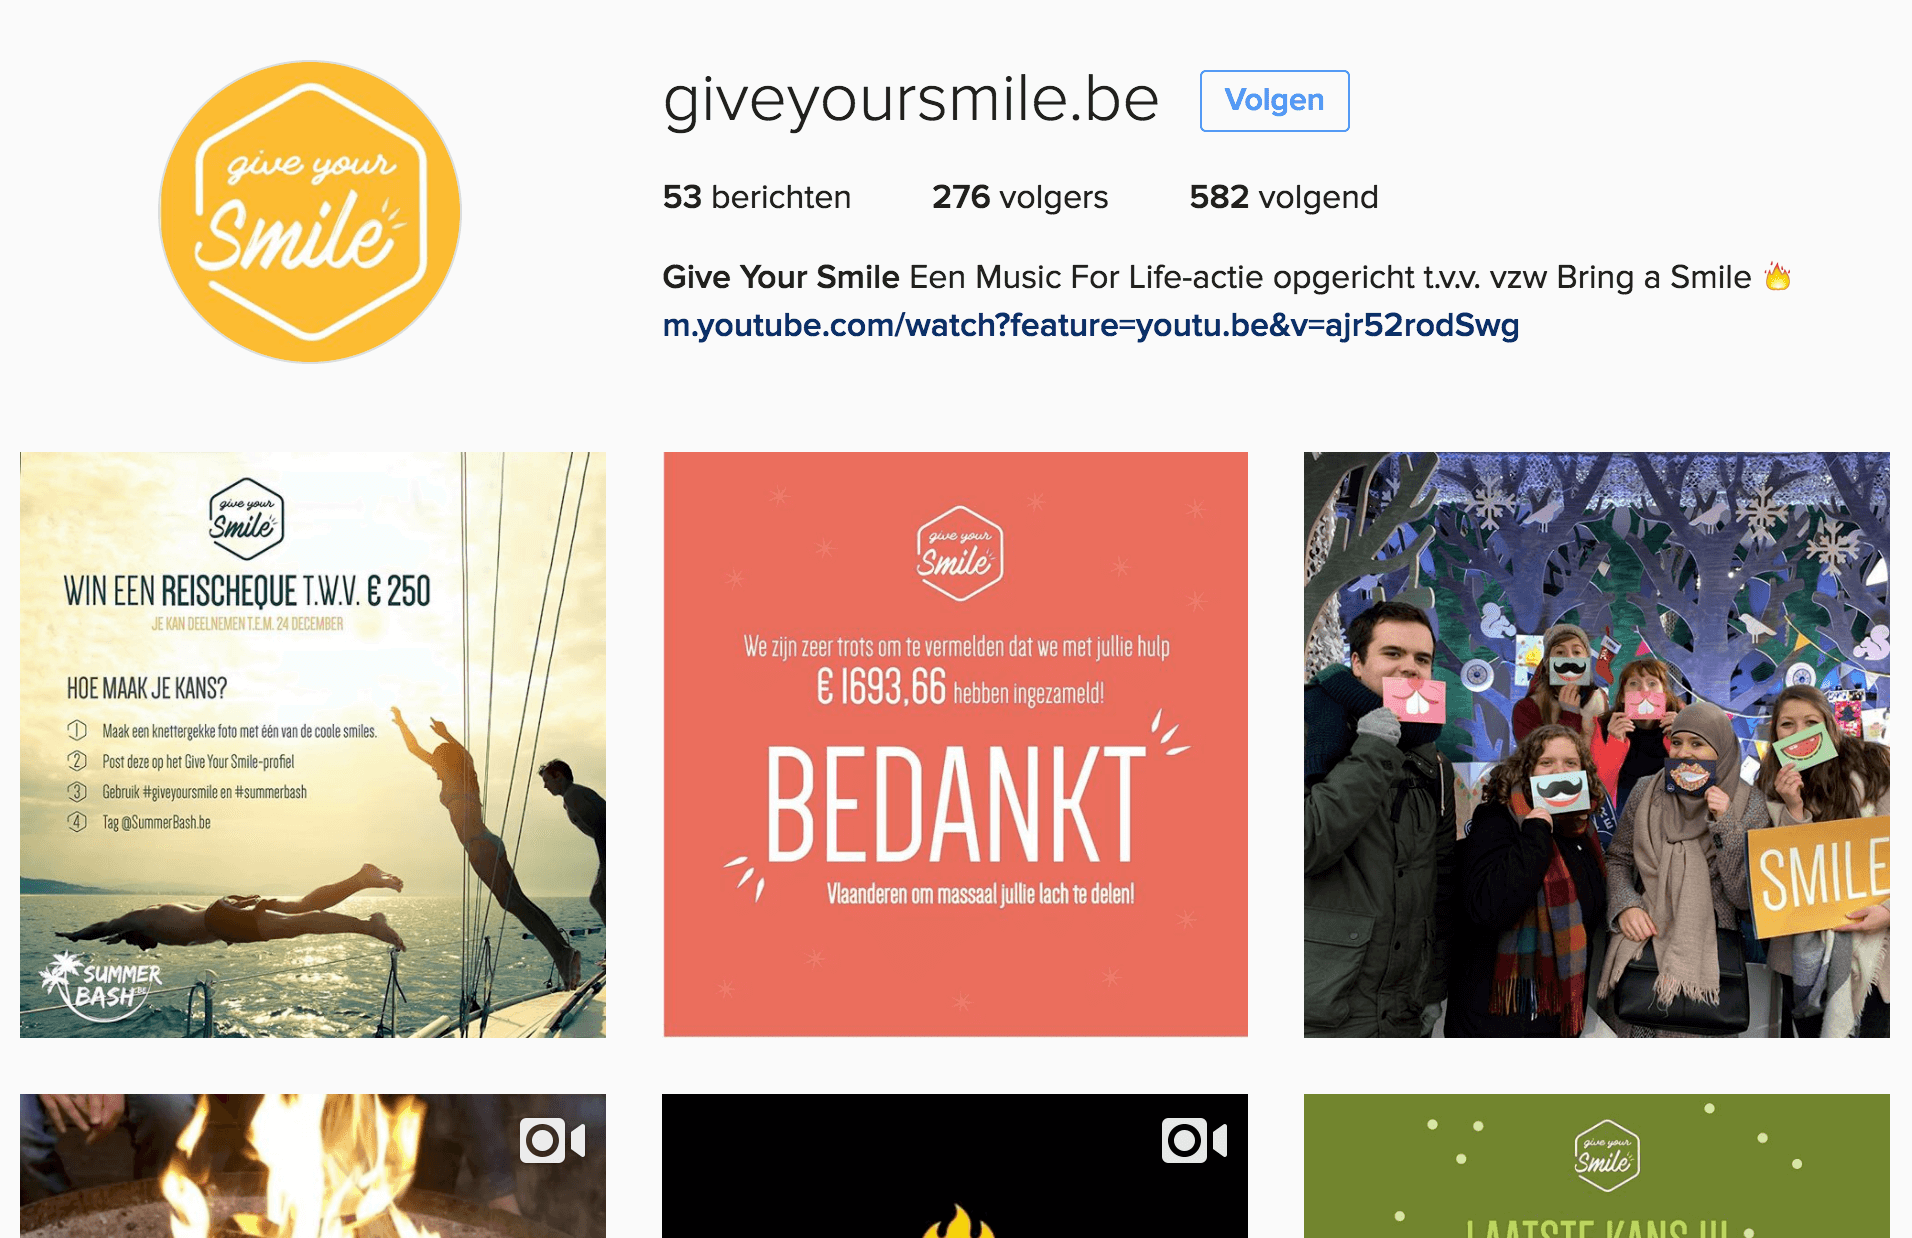 give your
Smile
giveyoursmile.be
Volgen
53 berichten 276 volgers 582 volgend
Give Your Smile Een Music For Life-actie opgericht t.v.v. vzw Bring a Smile 🔥
m.youtube.com/watch?feature=youtu.be&v=ajr52rodSwg
give your
Smile
WIN EEN REISCHEQUE T.W.V. € 250
JE KAN DEELNEMEN T.E.M. 24 DECEMBER
HOE MAAK JE KANS?
1 Maak een knettergekke foto met één van de coole smiles.
2 Post deze op het Give Your Smile-profiel
3 Gebruik #giveyoursmile en #summerbash
4 Tag @SummerBash.be
SUMMER
BASH.BE
give your
Smile
We zijn zeer trots om te vermelden dat we met jullie hulp
€ 1693,66 hebben ingezameld!
BEDANKT
Vlaanderen om massaal jullie lach te delen!
SMILE
give your
Smile
LAATSTE KANS !!!